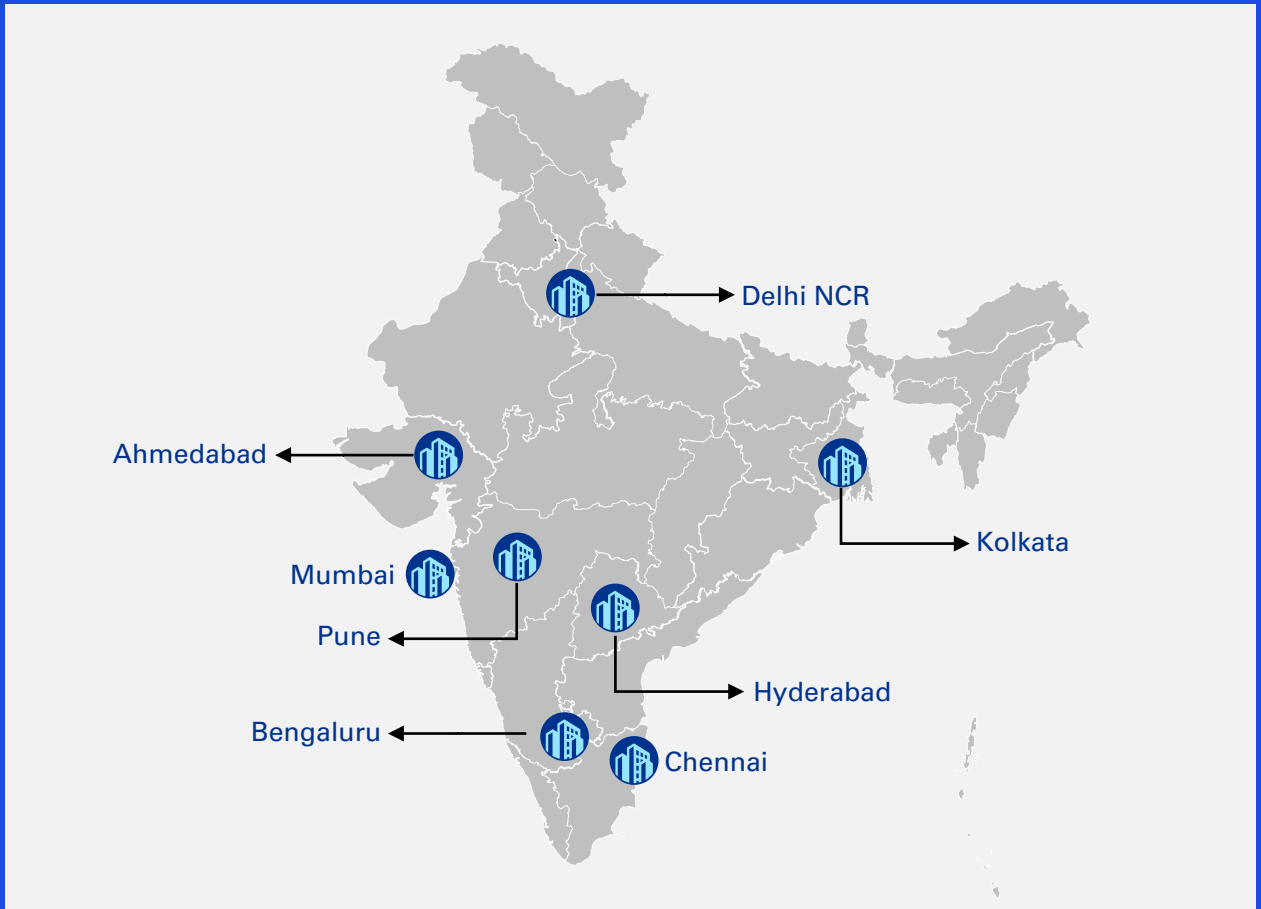 Delhi NCR
Ahmedabad
Kolkata
Mumbai
Pune
Hyderabad
Bengaluru
Chennai